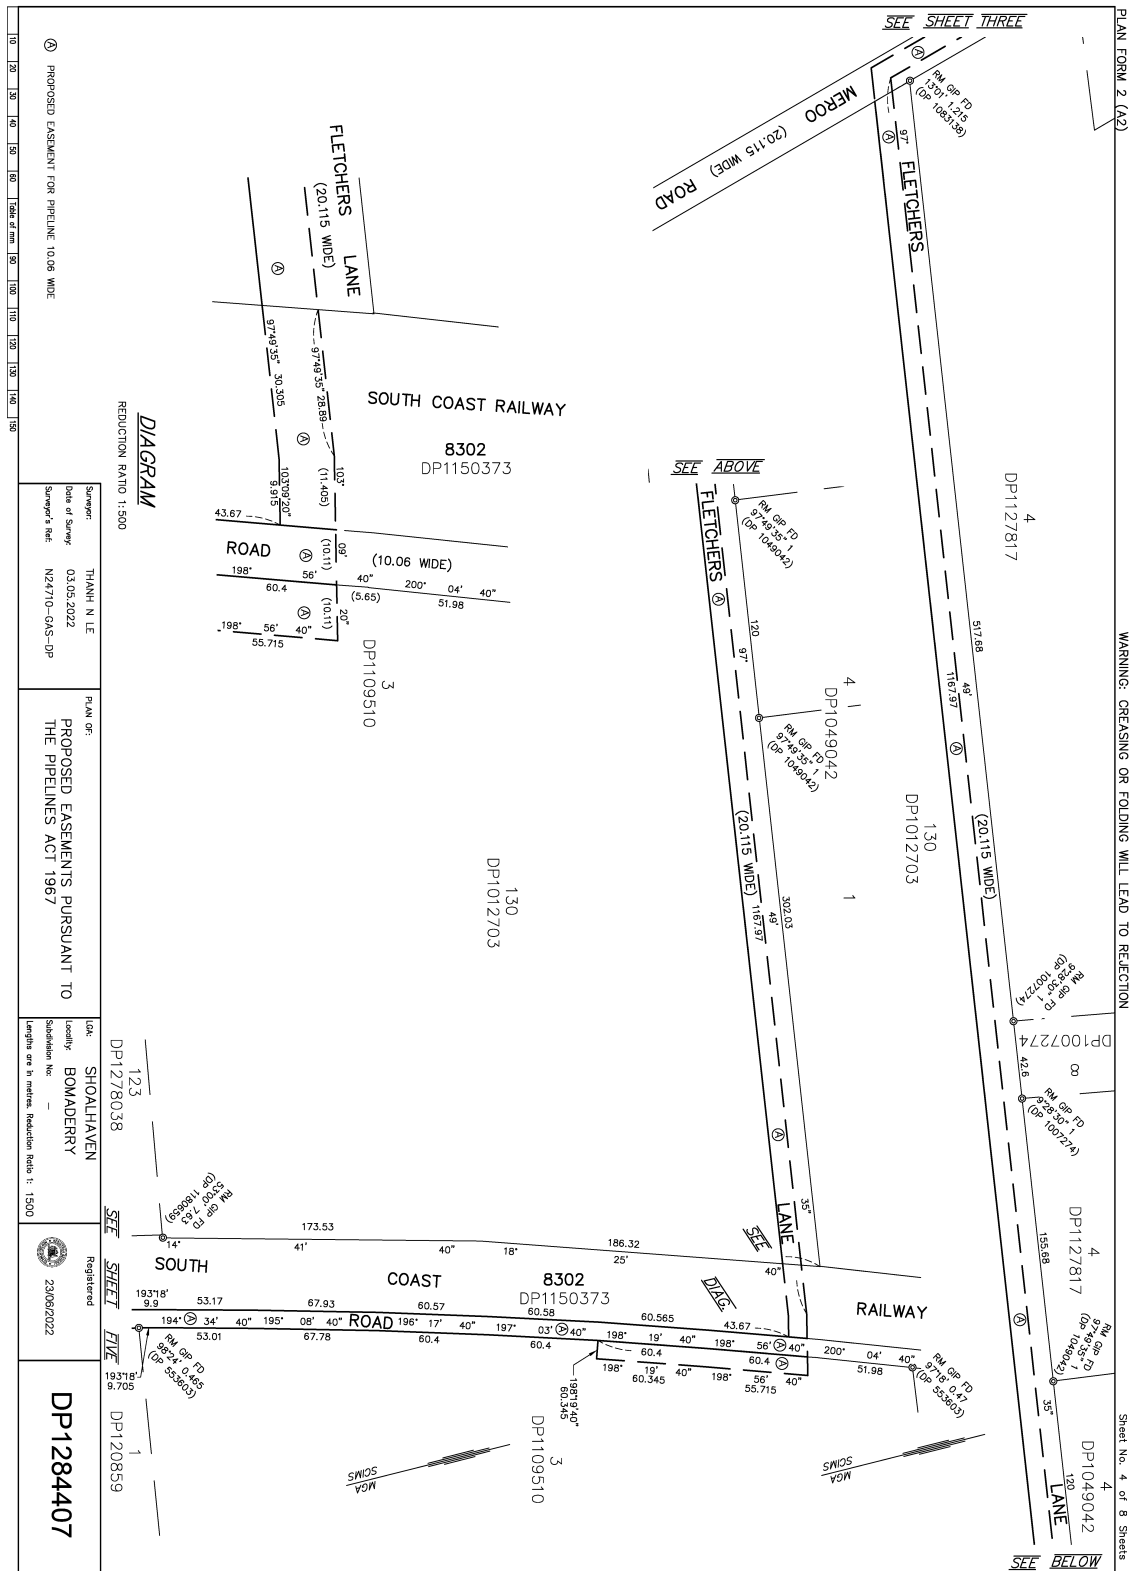 PLAN FORM 2 (A2)
WARNING: CREASING OR FOLDING WILL LEAD TO REJECTION
Sheet No. 4 of 8 Sheets
SEE SHEET THREE
RM GIP FD
13°01' 1.215
(DP 1083138)
MEROO ROAD
(20.115 WIDE)
A
A
97°
FLETCHERS
4
DP1127817
517.68
49'
1167.97
A
(20.115 WIDE)
130
DP1012703
RM GIP FD
9°28'30" 1
(DP 1007274)
8
DP1007274
42.6
RM GIP FD
9°28'30" 1
(DP 1007274)
4
DP1127817
155.68
A
RM GIP FD
97°49'35" 1
(DP 1049042)
35"
120
4
DP1049042
LANE
SEE BELOW
SEE ABOVE
FLETCHERS
A
RM GIP FD
97°49'35" 1
(DP 1049042)
120
97°
4
DP1049042
RM GIP FD
97°49'35" 1
(DP 1049042)
1
(20.115 WIDE)
302.03
49'
1167.97
A
35"
LANE
130
DP1012703
SEE DIAG.
FLETCHERS LANE
(20.115 WIDE)
A
97°49'35" 30.305
97°49'35" 28.89
A
SOUTH COAST RAILWAY
8302
DP1150373
103°
(11.405)
103°09'20"
9.915
43.67
ROAD
A
09'
(10.11)
(10.06 WIDE)
198° 56' 40" 200° 04' 40"
60.4
(5.65)
51.98
A
(10.11)
20"
198° 56' 40"
55.715
3
DP1109510
DIAGRAM
REDUCTION RATIO 1:500
123
DP1278038
RM GIP FD
53°00' 7.63
(DP 1180659)
173.53
14° 41' 40"
186.32
18° 25' 40"
SOUTH COAST RAILWAY
8302
DP1150373
193°18'
9.9
53.17
67.93
60.57
60.58
60.565
43.67
194° A 34' 40" 195° 08' 40" ROAD 196° 17' 40" 197° 03' A 40" 198° 19' 40" 198° 56' A 40" 200° 04' 40"
53.01
67.78
60.4
60.4
60.4
60.4
A
51.98
198° 19' 40" 198° 56' 40"
60.345
55.715
198°19'40"
60.345
RM GIP FD
98°24' 0.465
(DP 553603)
RM GIP FD
97°18' 0.47
(DP 553603)
193°18'
9.705
SEE SHEET FIVE
1
DP120859
3
DP1109510
MGA
SCIMS
MGA
SCIMS
A PROPOSED EASEMENT FOR PIPELINE 10.06 WIDE
Surveyor: THANH N LE
Date of Survey: 03.05.2022
Surveyor's Ref: N24710-GAS-DP
PLAN OF:
PROPOSED EASEMENTS PURSUANT TO
THE PIPELINES ACT 1967
LGA: SHOALHAVEN
Locality: BOMADERRY
Subdivision No: –
Lengths are in metres. Reduction Ratio 1: 1500
Registered
23/06/2022
DP1284407
10 20 30 40 50 60 Table of mm 90 100 110 120 130 140 150